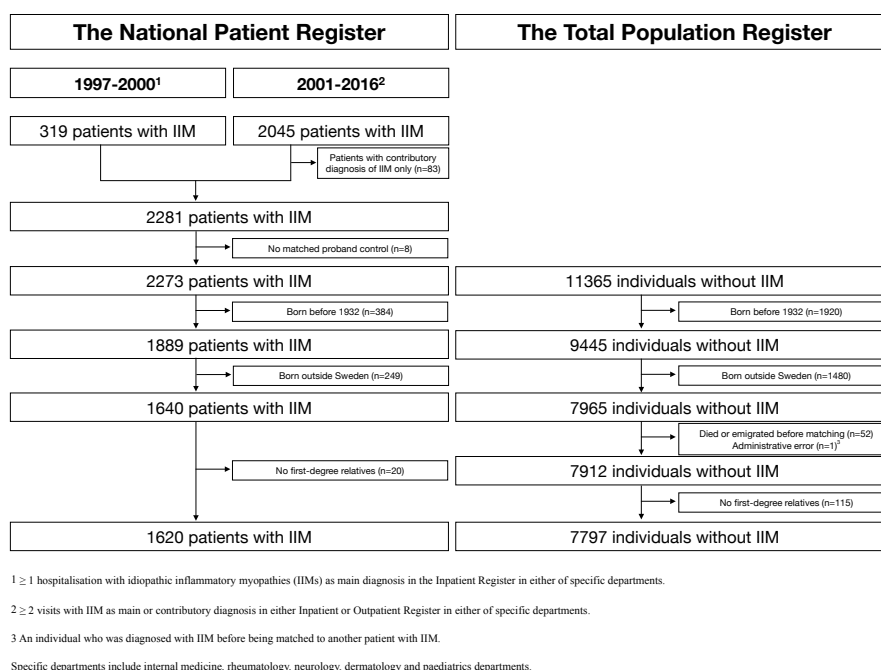 The National Patient Register
The Total Population Register
1997-2000¹
2001-2016²
319 patients with IIM
2045 patients with IIM
Patients with contributory
diagnosis of IIM only (n=83)
2281 patients with IIM
No matched proband control (n=8)
2273 patients with IIM
11365 individuals without IIM
Born before 1932 (n=384)
Born before 1932 (n=1920)
1889 patients with IIM
9445 individuals without IIM
Born outside Sweden (n=249)
Born outside Sweden (n=1480)
1640 patients with IIM
7965 individuals without IIM
Died or emigrated before matching (n=52)
Administrative error (n=1)³
7912 individuals without IIM
No first-degree relatives (n=20)
No first-degree relatives (n=115)
1620 patients with IIM
7797 individuals without IIM
1 ≥ 1 hospitalisation with idiopathic inflammatory myopathies (IIMs) as main diagnosis in the Inpatient Register in either of specific departments.
2 ≥ 2 visits with IIM as main or contributory diagnosis in either Inpatient or Outpatient Register in either of specific departments.
3 An individual who was diagnosed with IIM before being matched to another patient with IIM.
Specific departments include internal medicine, rheumatology, neurology, dermatology and paediatrics departments.